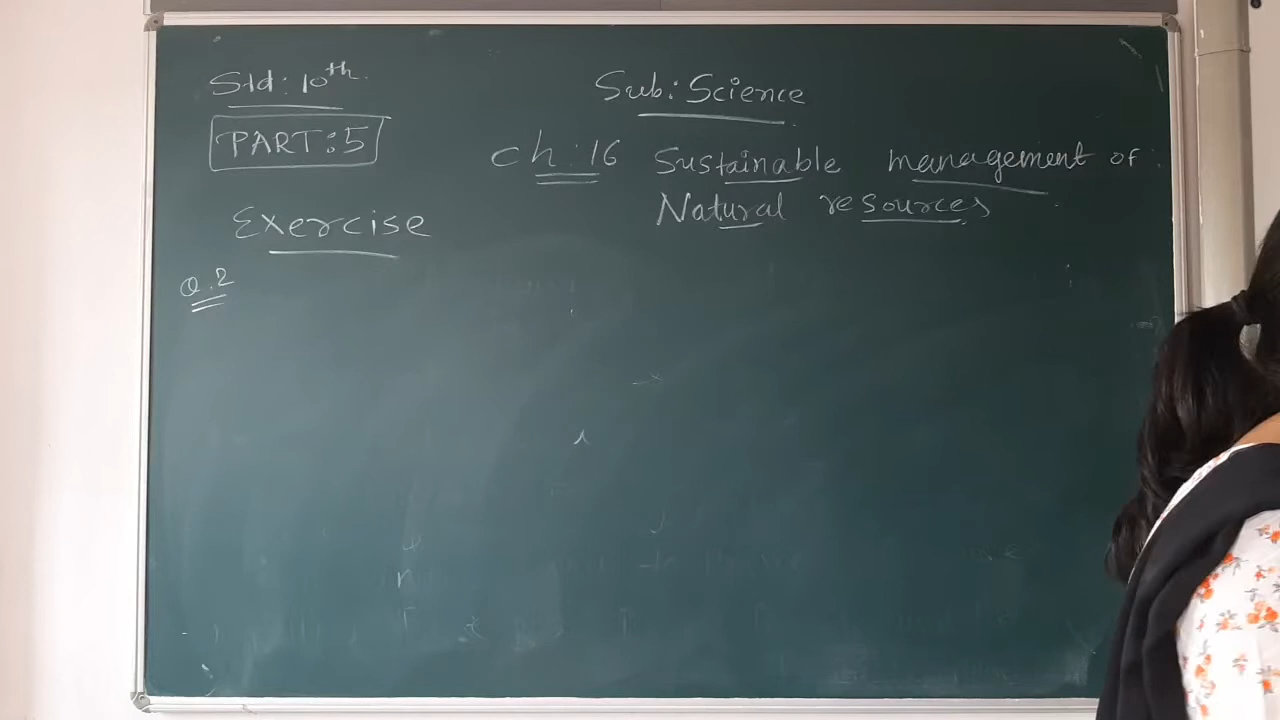 Std: 10th.
Sub: Science
PART: 5
Ch: 16 Sustainable management of
Natural resources
Exercise
Q.2